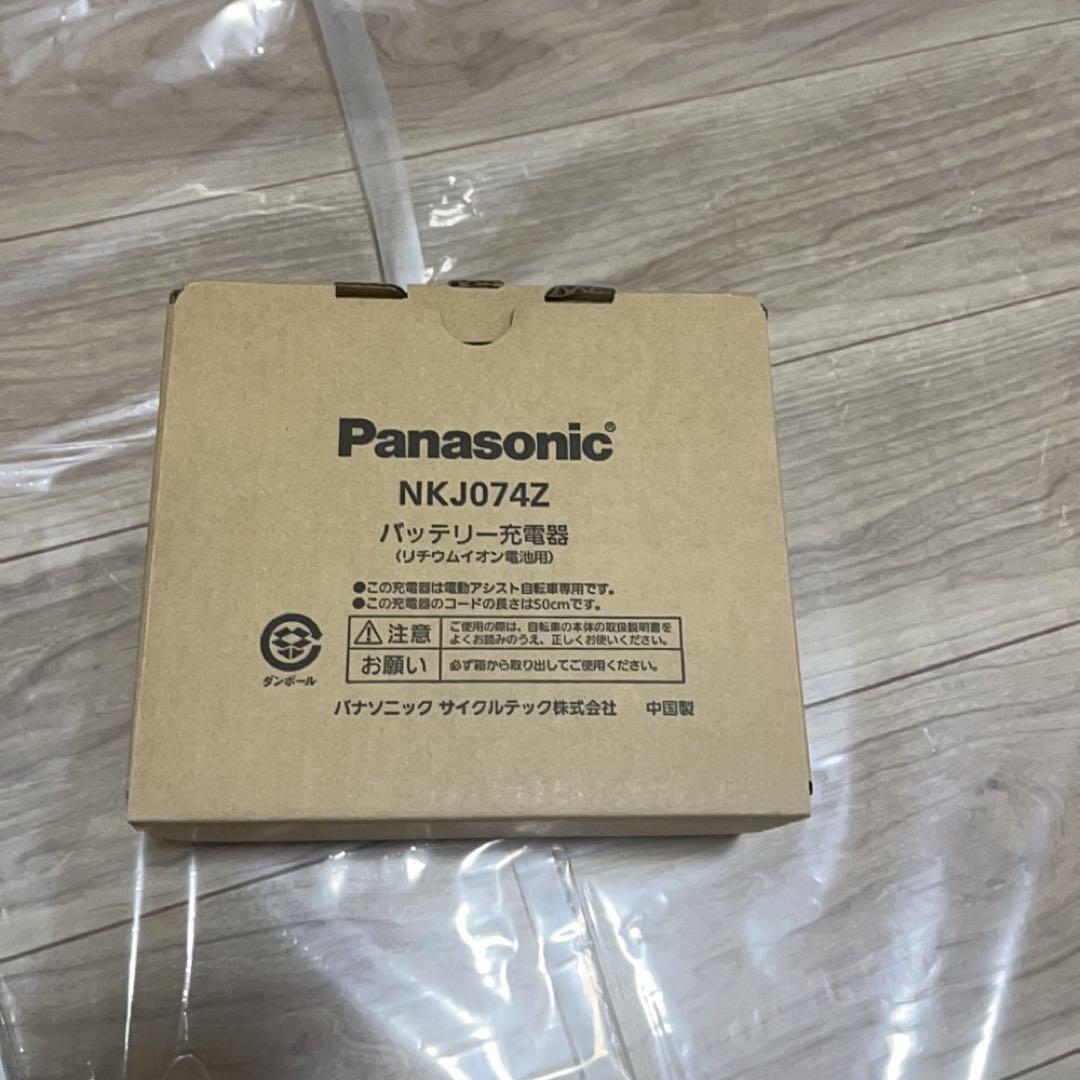 Panasonic®
NKJ074Z
バッテリー充電器
(リチウムイオン電池用)
●この充電器は電動アシスト自転車専用です。
●この充電器のコードの長さは50cmです。
注意
ご使用の際は、自転車の本体の取扱説明書を
よくお読みのうえ、正しくお使いください。
お願い
必ず箱から取り出してご使用ください。
ダンボール
パナソニック サイクルテック株式会社 中国製